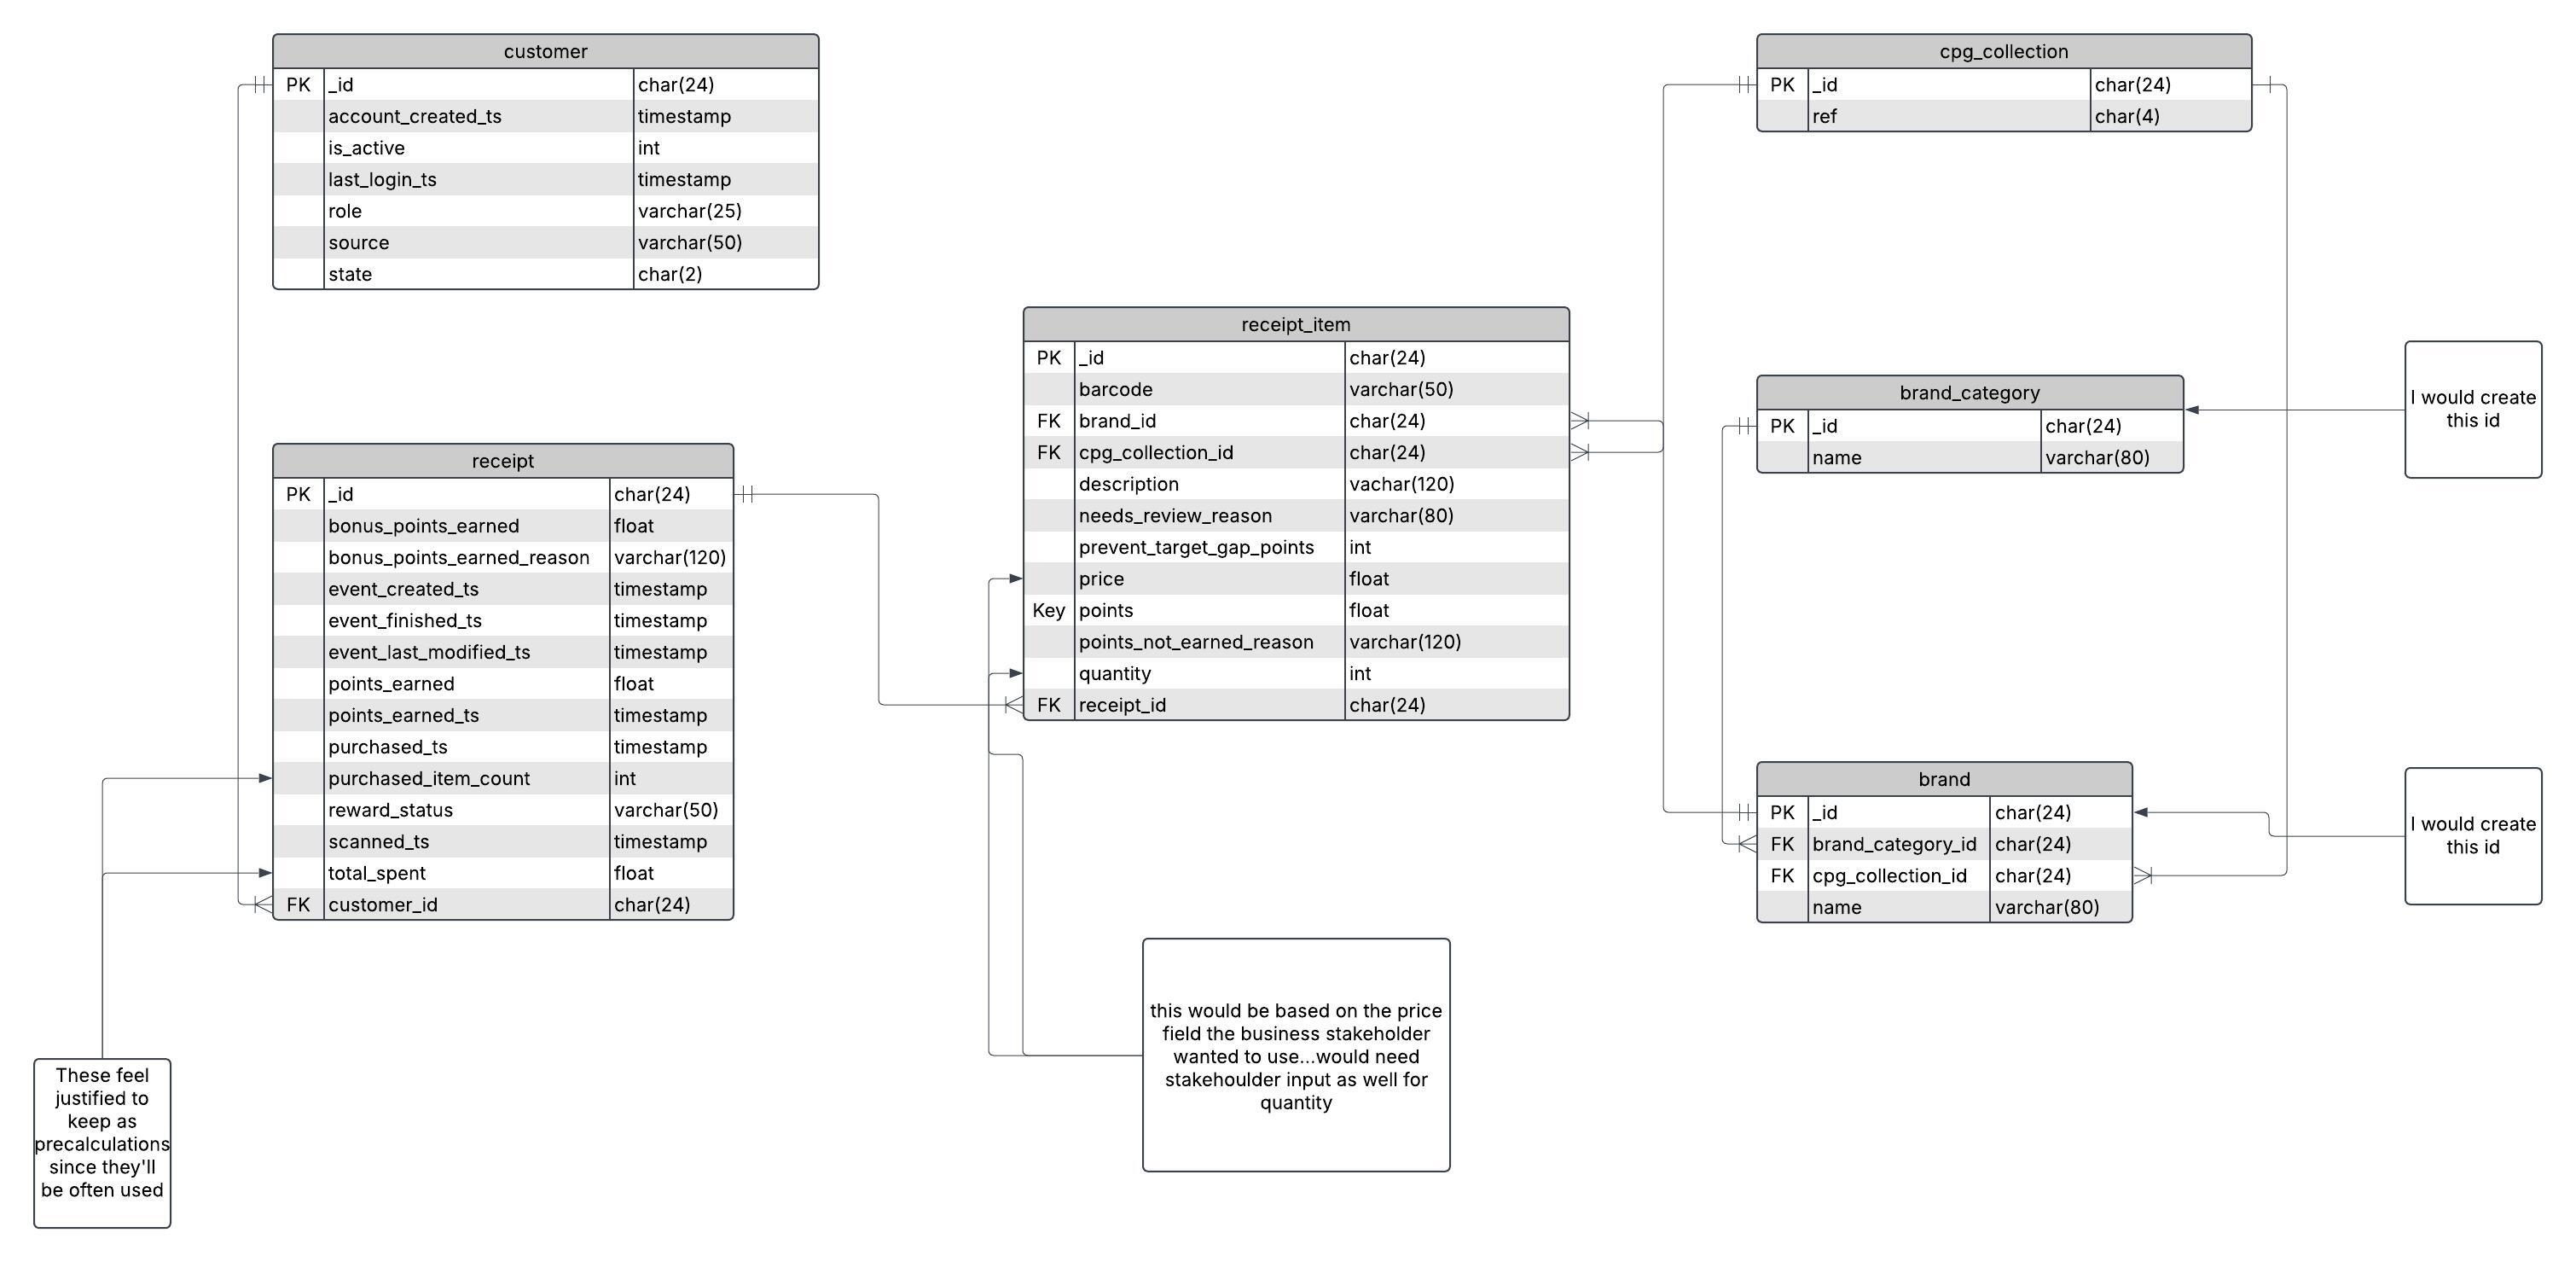 customer
PK _id char(24)
account_created_ts timestamp
is_active int
last_login_ts timestamp
role varchar(25)
source varchar(50)
state char(2)
receipt
PK _id char(24)
bonus_points_earned float
bonus_points_earned_reason varchar(120)
event_created_ts timestamp
event_finished_ts timestamp
event_last_modified_ts timestamp
points_earned float
points_earned_ts timestamp
purchased_ts timestamp
purchased_item_count int
reward_status varchar(50)
scanned_ts timestamp
total_spent float
FK customer_id char(24)
These feel
justified to
keep as
precalculations
since they'll
be often used
receipt_item
PK _id char(24)
barcode varchar(50)
FK brand_id char(24)
FK cpg_collection_id char(24)
description vachar(120)
needs_review_reason varchar(80)
prevent_target_gap_points int
price float
Key points float
points_not_earned_reason varchar(120)
quantity int
FK receipt_id char(24)
this would be based on the price
field the business stakeholder
wanted to use...would need
stakehoulder input as well for
quantity
cpg_collection
PK _id char(24)
ref char(4)
brand_category
PK _id char(24)
name varchar(80)
I would create
this id
brand
PK _id char(24)
FK brand_category_id char(24)
FK cpg_collection_id char(24)
name varchar(80)
I would create
this id